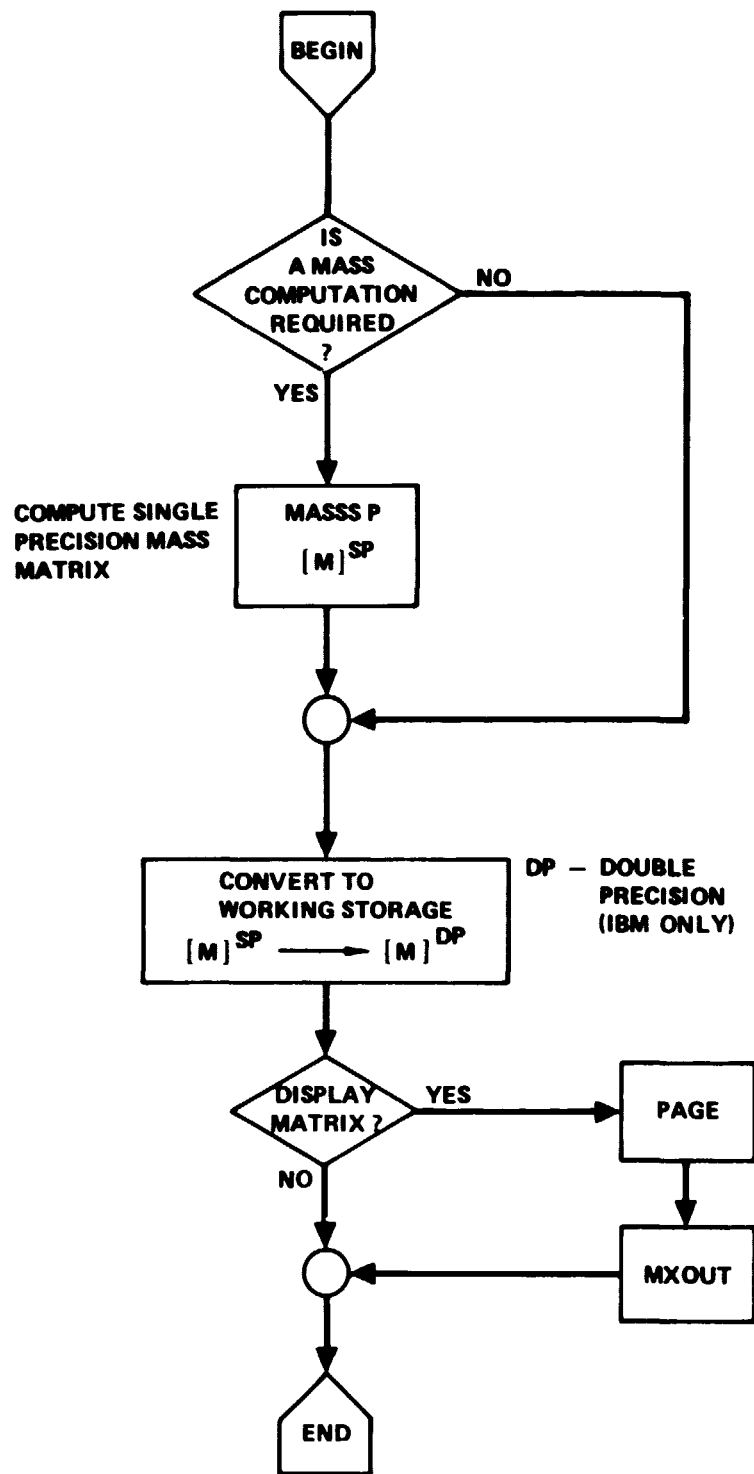 BEGIN
IS
A MASS
COMPUTATION
REQUIRED
?
NO
YES
COMPUTE SINGLE
PRECISION MASS
MATRIX
MASSS P
[M]^SP
CONVERT TO
WORKING STORAGE
[M]^SP → [M]^DP
DP – DOUBLE
PRECISION
(IBM ONLY)
DISPLAY
MATRIX ?
YES
NO
PAGE
MXOUT
END